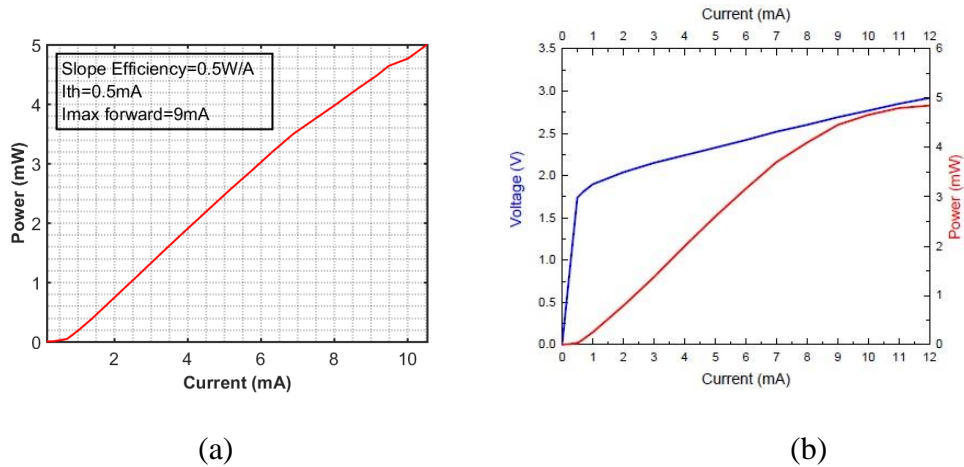 5
4
3
2
1
0
Power (mW)
Slope Efficiency=0.5W/A
Ith=0.5mA
Imax forward=9mA
2 4 6 8 10
Current (mA)
(a)
Current (mA)
0 1 2 3 4 5 6 7 8 9 10 11 12
3.5
3.0
2.5
2.0
1.5
1.0
0.5
0.0
Voltage (V)
6
5
4
3
2
1
0
Power (mW)
0 1 2 3 4 5 6 7 8 9 10 11 12
Current (mA)
(b)